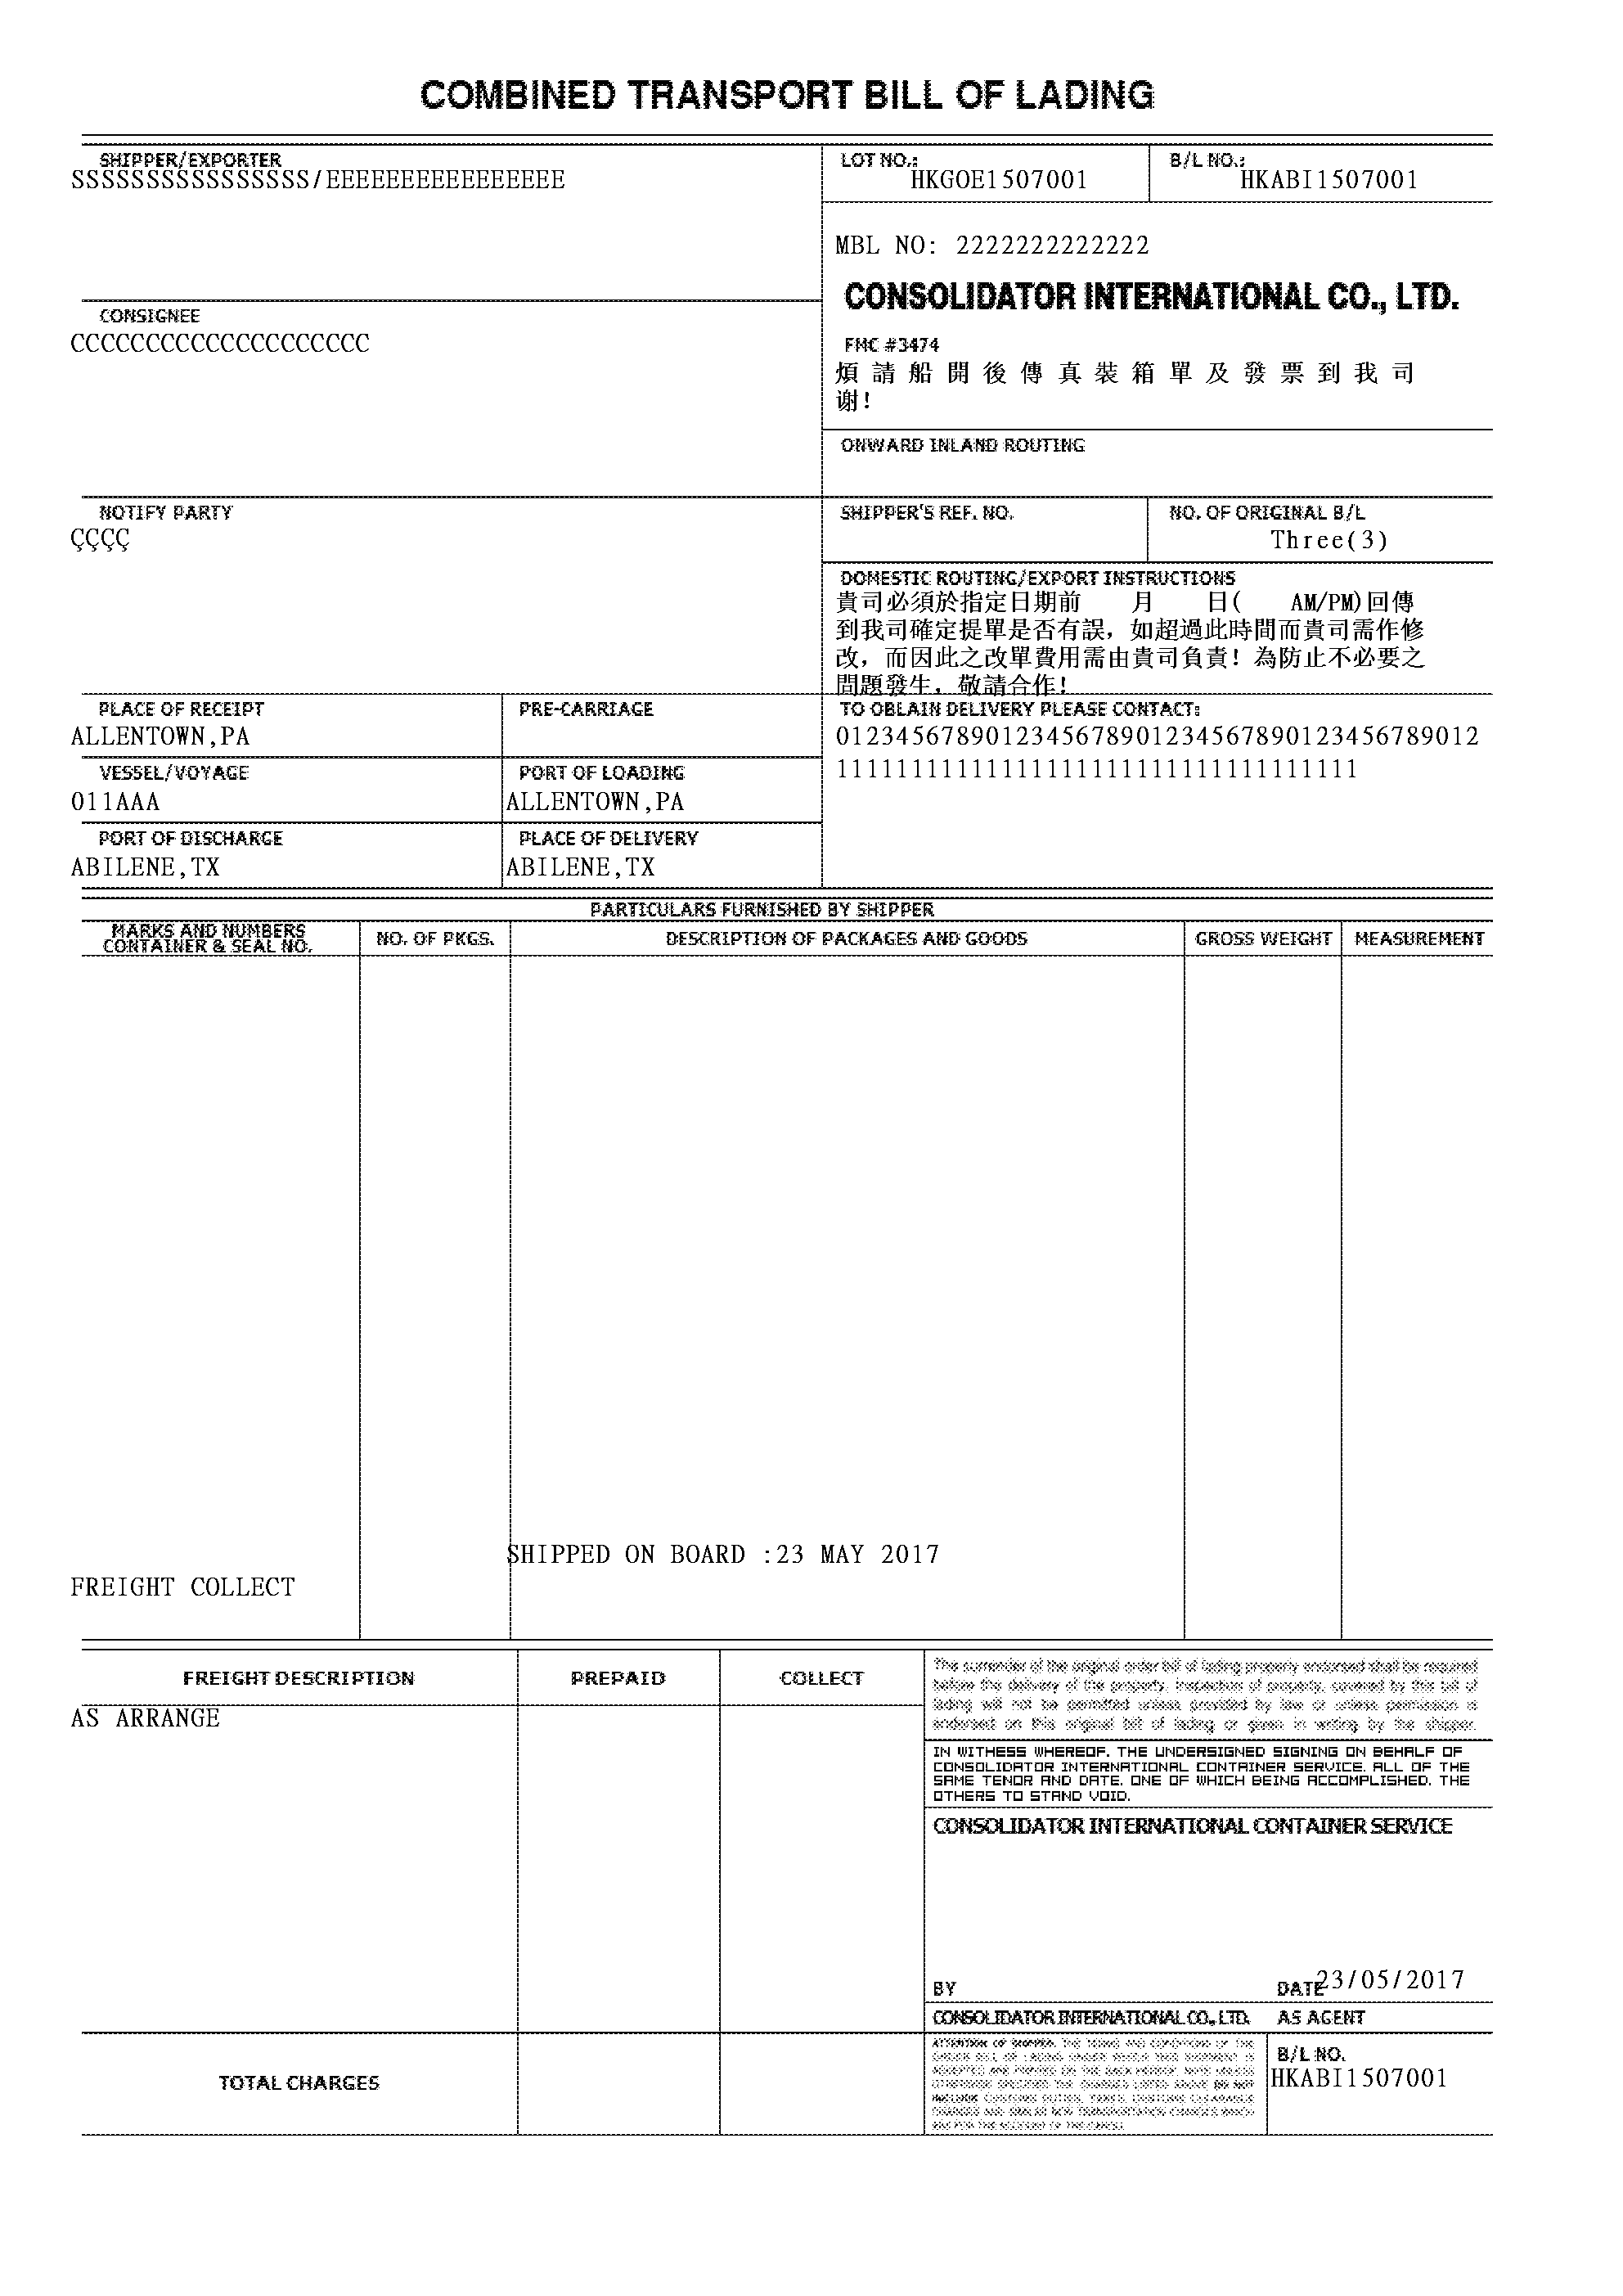 COMBINED TRANSPORT BILL OF LADING
SHIPPER/EXPORTER
SSSSSSSSSSSSSSSS/EEEEEEEEEEEEEEEE
LOT NO.:
HKGOE1507001
B/L NO.:
HKABI1507001
MBL NO: 2222222222222
CONSOLIDATOR INTERNATIONAL CO., LTD.
CONSIGNEE
CCCCCCCCCCCCCCCCCCCC
FMC #3474
煩請船開後傳真裝箱單及發票到我司
谢!
ONWARD INLAND ROUTING
NOTIFY PARTY
ÇÇÇÇ
SHIPPER'S REF. NO.
NO. OF ORIGINAL B/L
Three(3)
DOMESTIC ROUTING/EXPORT INSTRUCTIONS
貴司必須於指定日期前 月 日( AM/PM)回傳
到我司確定提單是否有誤，如超過此時間而貴司需作修
改，而因此之改單費用需由貴司負責！為防止不必要之
問題發生，敬請合作！
PLACE OF RECEIPT
ALLENTOWN,PA
PRE-CARRIAGE
TO OBLAIN DELIVERY PLEASE CONTACT:
0123456789012345678901234567890123456789012
11111111111111111111111111111111111
VESSEL/VOYAGE
011AAA
PORT OF LOADING
ALLENTOWN,PA
PORT OF DISCHARGE
ABILENE,TX
PLACE OF DELIVERY
ABILENE,TX
PARTICULARS FURNISHED BY SHIPPER
MARKS AND NUMBERS
CONTAINER & SEAL NO.
NO. OF PKGS.
DESCRIPTION OF PACKAGES AND GOODS
GROSS WEIGHT
MEASUREMENT
SHIPPED ON BOARD :23 MAY 2017
FREIGHT COLLECT
FREIGHT DESCRIPTION
PREPAID
COLLECT
AS ARRANGE
The surrender of the original order bill of lading properly endorsed shall be required
before the delivery of the property. Inspection of property covered by this bill of
lading will not be permitted unless provided by law or unless permission is
endorsed on this original bill of lading or given in writing by the shipper.
IN WITHESS WHEREOF, THE UNDERSIGNED SIGNING ON BEHALF OF
CONSOLIDATOR INTERNATIONAL CONTAINER SERVICE, ALL OF THE
SAME TENOR AND DATE, ONE OF WHICH BEING ACCOMPLISHED, THE
OTHERS TO STAND VOID.
CONSOLIDATOR INTERNATIONAL CONTAINER SERVICE
BY
DATE
23/05/2017
CONSOLIDATOR INTERNATIONAL CO., LTD.
AS AGENT
TOTAL CHARGES
B/L NO.
HKABI1507001